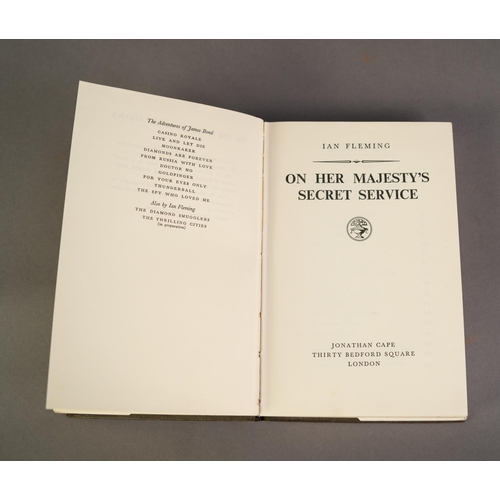 The Adventures of James Bond
CASINO ROYALE
LIVE AND LET DIE
MOONRAKER
DIAMONDS ARE FOREVER
FROM RUSSIA WITH LOVE
DOCTOR NO
GOLDFINGER
FOR YOUR EYES ONLY
THUNDERBALL
THE SPY WHO LOVED ME
Also by Ian Fleming
THE DIAMOND SMUGGLERS
THE THRILLING CITIES
(in preparation)
IAN FLEMING
ON HER MAJESTY'S
SECRET SERVICE
JONATHAN CAPE
THIRTY BEDFORD SQUARE
LONDON